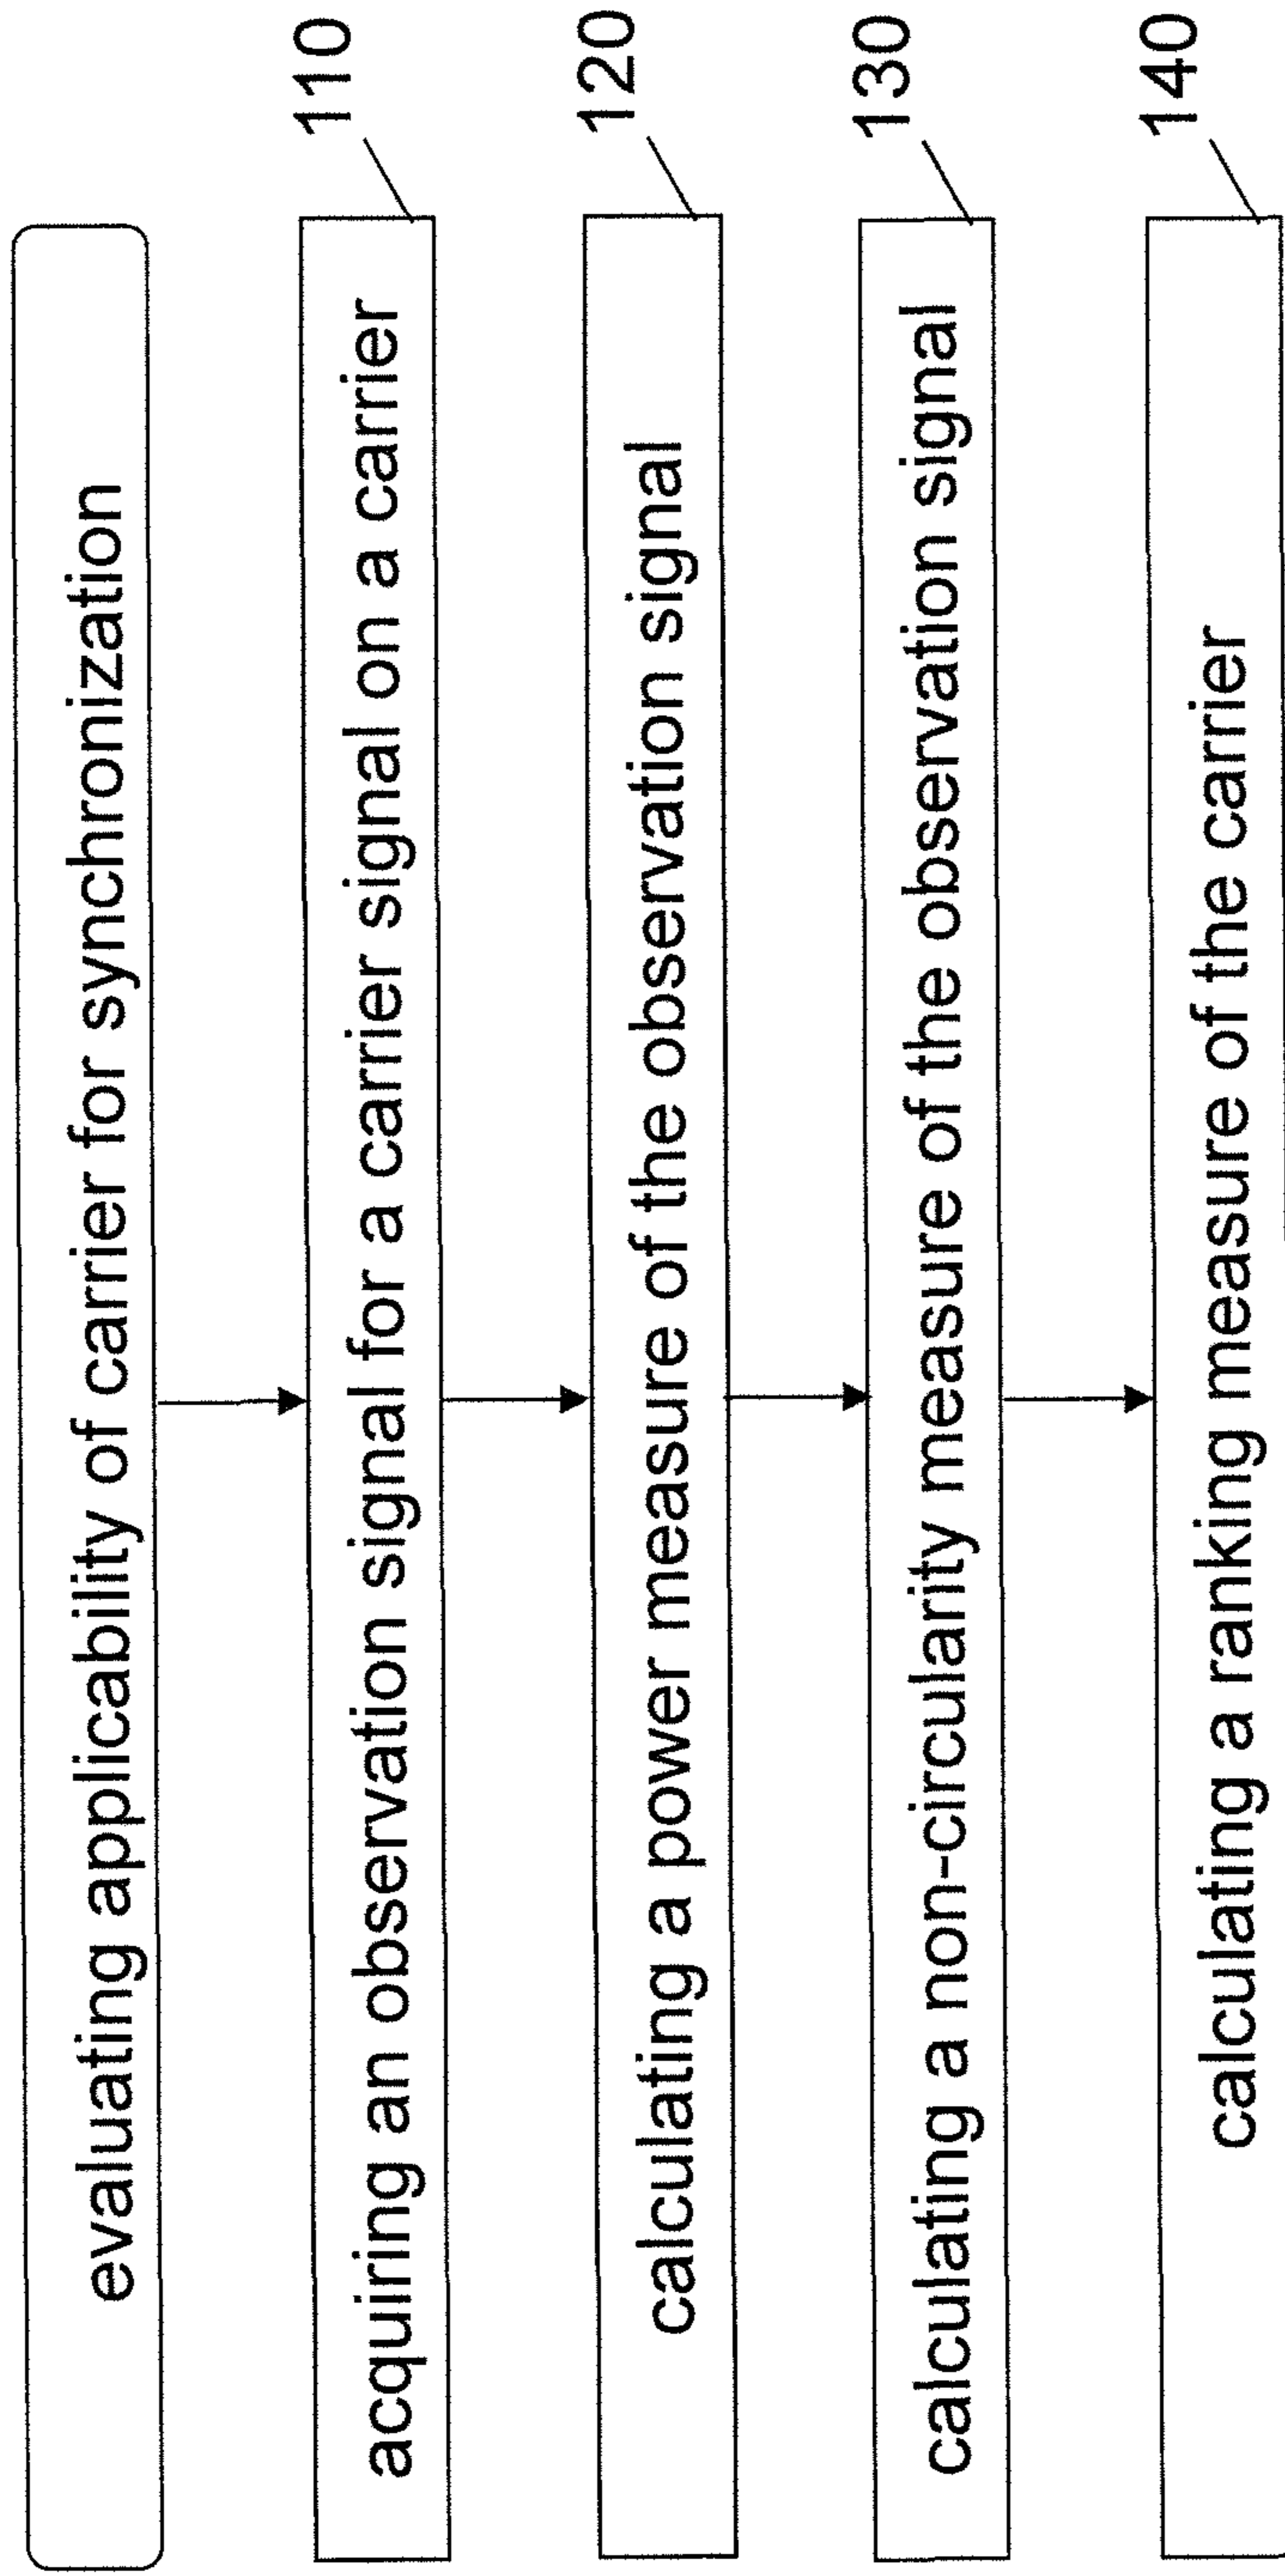 evaluating applicability of carrier for synchronization
acquiring an observation signal for a carrier signal on a carrier
110
calculating a power measure of the observation signal
120
calculating a non-circularity measure of the observation signal
130
calculating a ranking measure of the carrier
140